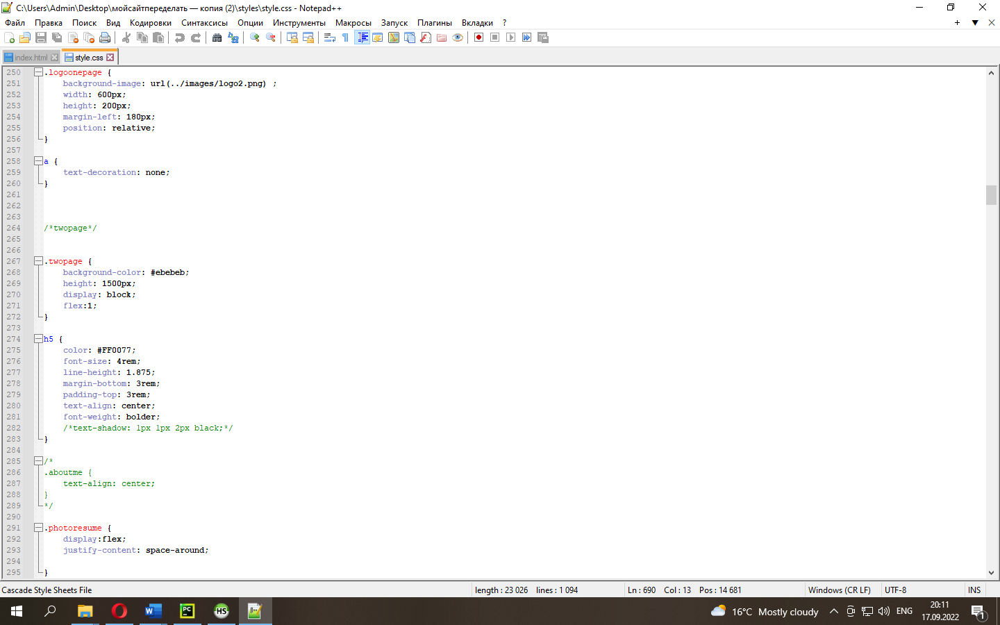 C:\Users\Admin\Desktop\мойсайтпеределать — копия (2)\styles\style.css - Notepad++
Файл Правка Поиск Вид Кодировки Синтаксисы Опции Инструменты Макросы Запуск Плагины Вкладки ?
index.html style.css
250 .logoonepage {
251 background-image: url(../images/logo2.png) ;
252 width: 600px;
253 height: 200px;
254 margin-left: 180px;
255 position: relative;
256 }
257
258 a {
259 text-decoration: none;
260 }
261
262
263
264 /*twopage*/
265
266
267 .twopage {
268 background-color: #ebebeb;
269 height: 1500px;
270 display: block;
271 flex:1;
272 }
273
274 h5 {
275 color: #FF0077;
276 font-size: 4rem;
277 line-height: 1.875;
278 margin-bottom: 3rem;
279 padding-top: 3rem;
280 text-align: center;
281 font-weight: bolder;
282 /*text-shadow: 1px 1px 2px black;*/
283 }
284
285 /*
286 .aboutme {
287 text-align: center;
288 }
289 */
290
291 .photoresume {
292 display:flex;
293 justify-content: space-around;
294
295 }
Cascade Style Sheets File length : 23 026 lines : 1 094 Ln : 690 Col : 13 Pos : 14 681 Windows (CR LF) UTF-8 INS
W PC HS 16°C Mostly cloudy ENG 20:11
17.09.2022 1